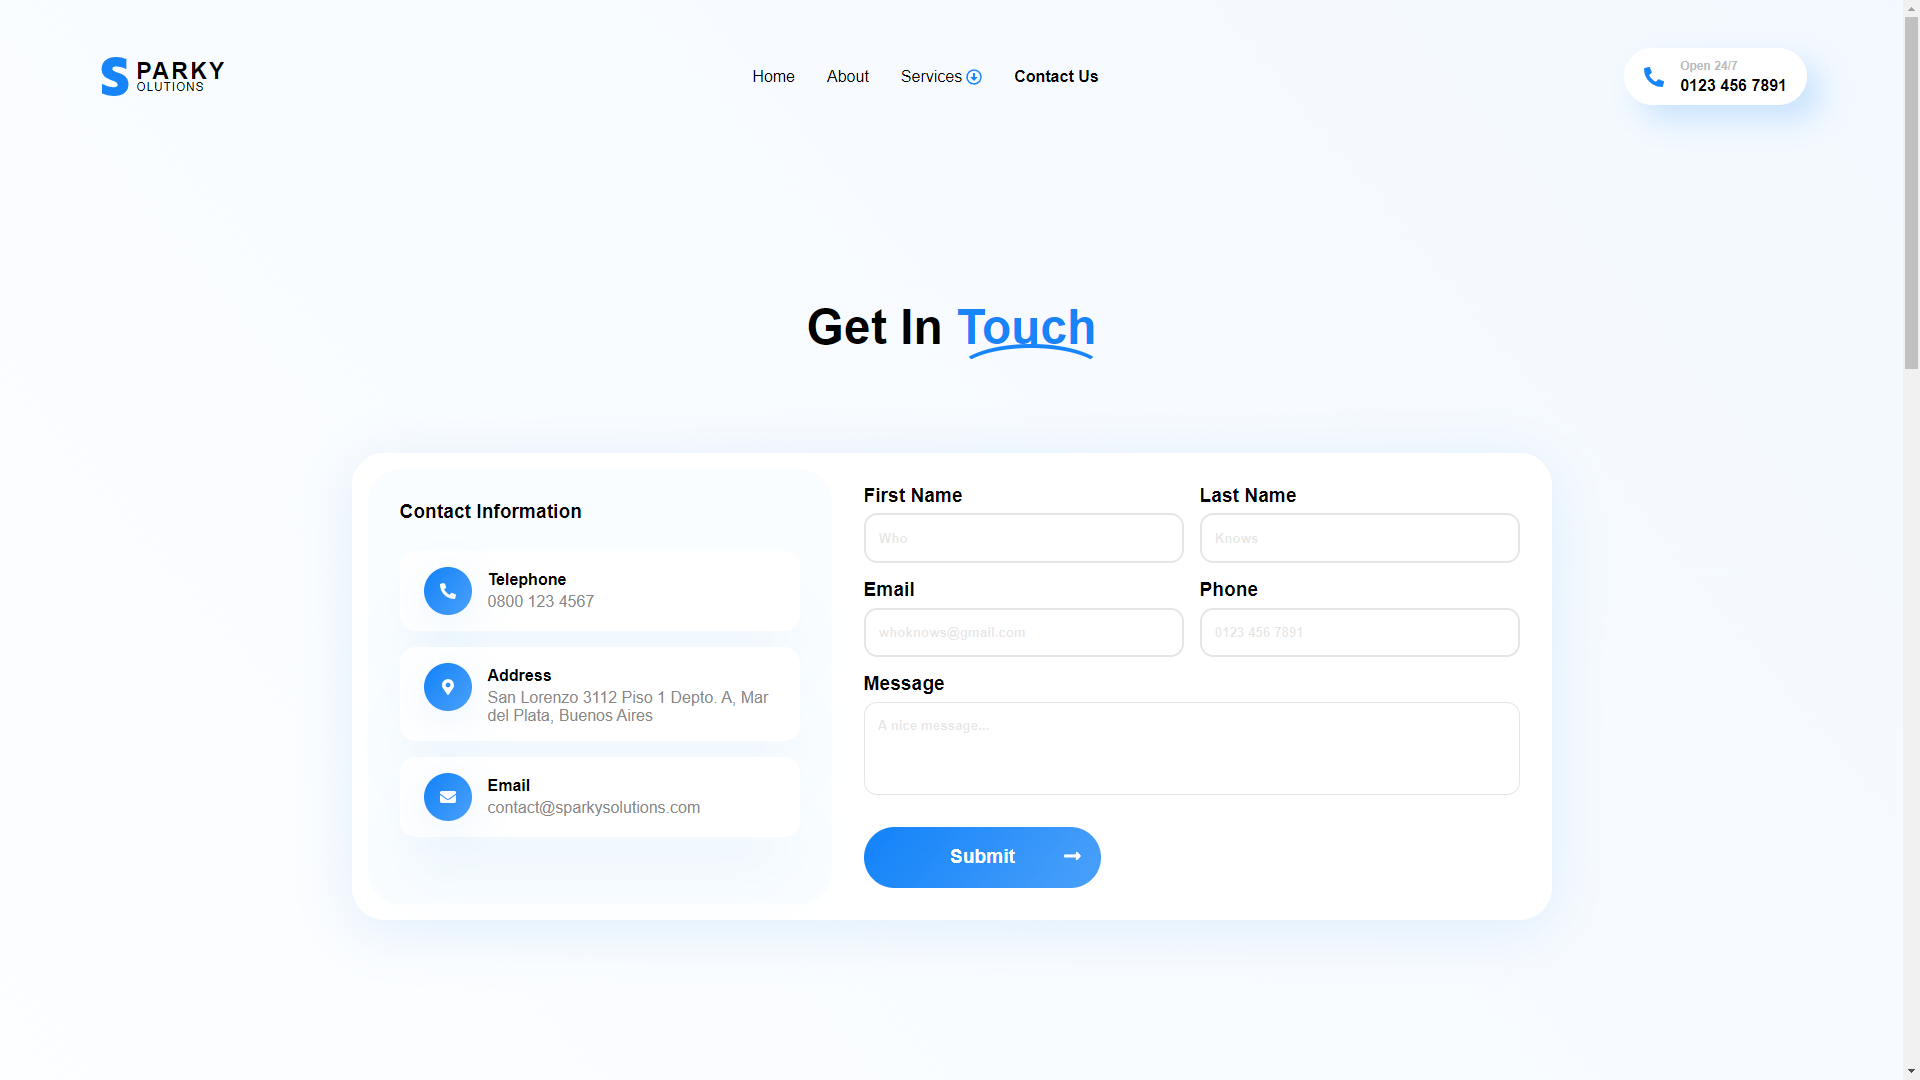 SPARKY
OLUTIONS
Home
About
Services
Contact Us
Open 24/7
0123 456 7891
Get In Touch
Contact Information
Telephone
0800 123 4567
Address
San Lorenzo 3112 Piso 1 Depto. A, Mar
del Plata, Buenos Aires
Email
contact@sparkysolutions.com
First Name
Who
Last Name
Knows
Email
whoknows@gmail.com
Phone
0123 456 7891
Message
A nice message...
Submit